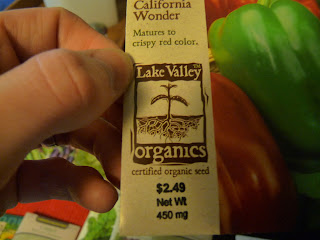 California
Wonder
Matures to
crispy red color.
Lake Valley
organics
certified organic seed
$2.49
Net Wt
450 mg